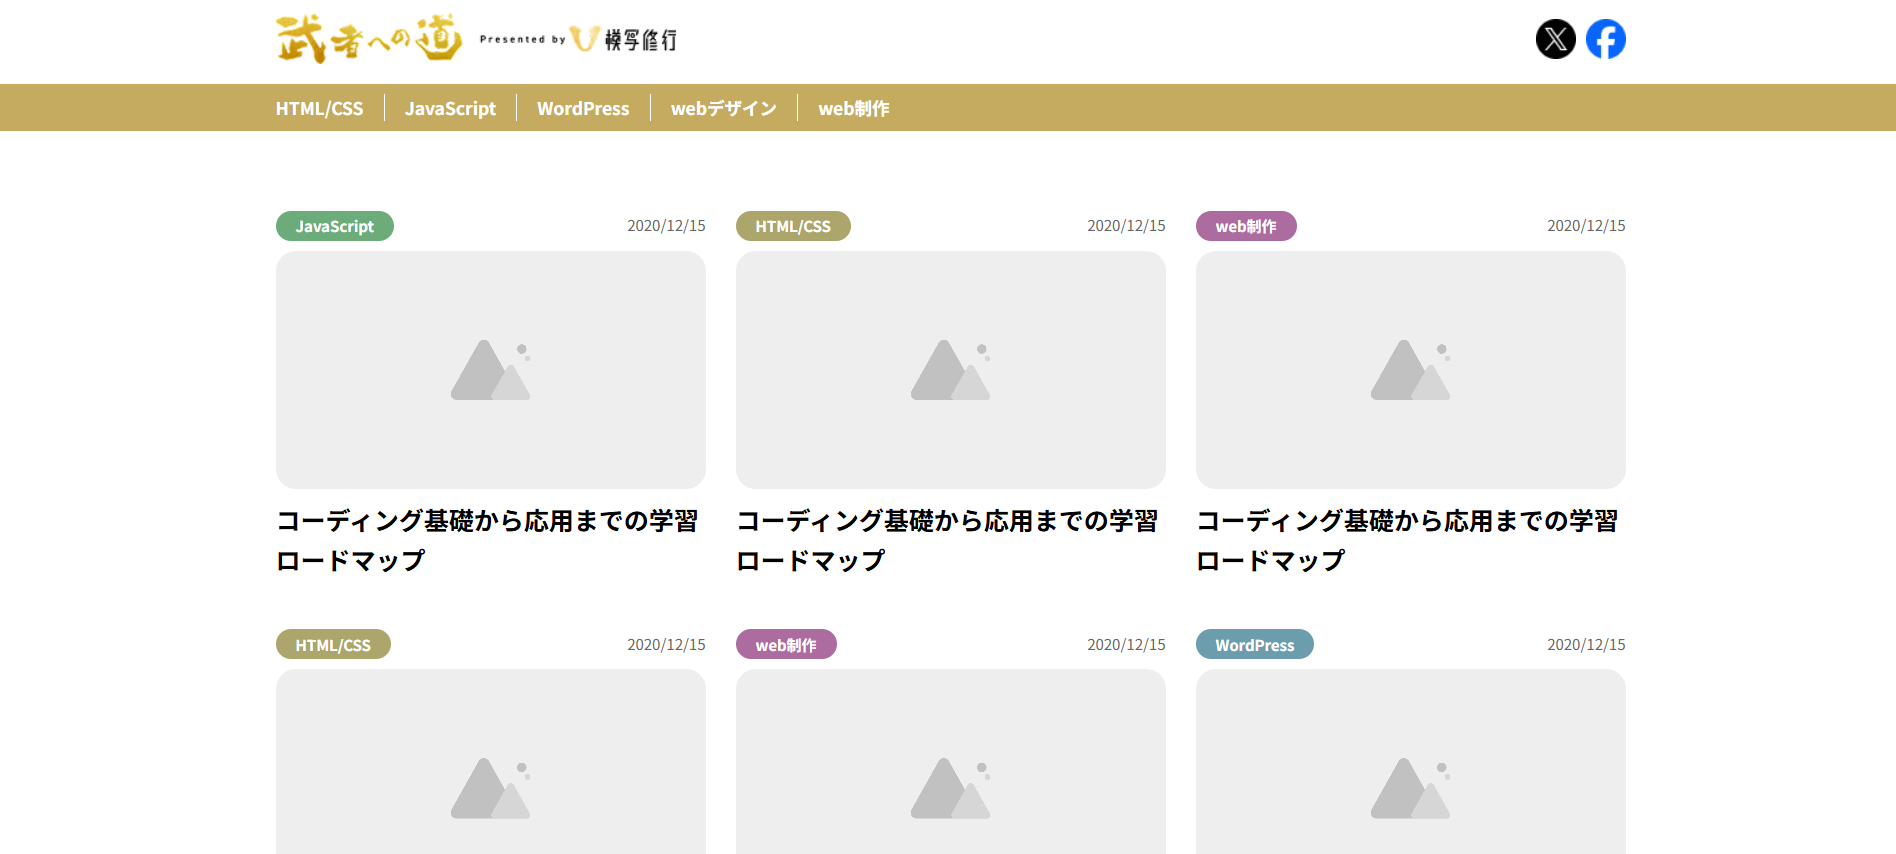 武者への道 Presented by 模写修行
HTML/CSS JavaScript WordPress webデザイン web制作
JavaScript 2020/12/15 HTML/CSS 2020/12/15 web制作 2020/12/15
コーディング基礎から応用までの学習
ロードマップ
コーディング基礎から応用までの学習
ロードマップ
コーディング基礎から応用までの学習
ロードマップ
HTML/CSS 2020/12/15 web制作 2020/12/15 WordPress 2020/12/15